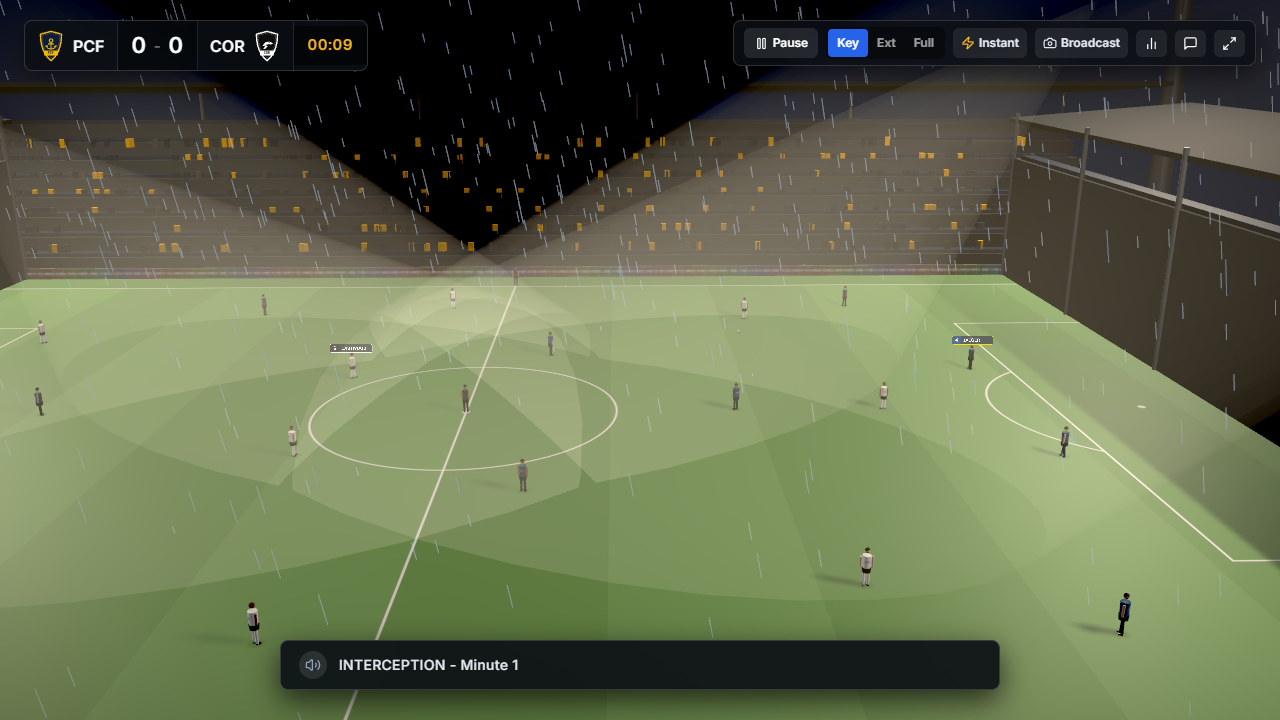 PCF
0 - 0
COR
00:09
Pause
Key
Ext
Full
Instant
Broadcast
INTERCEPTION - Minute 1